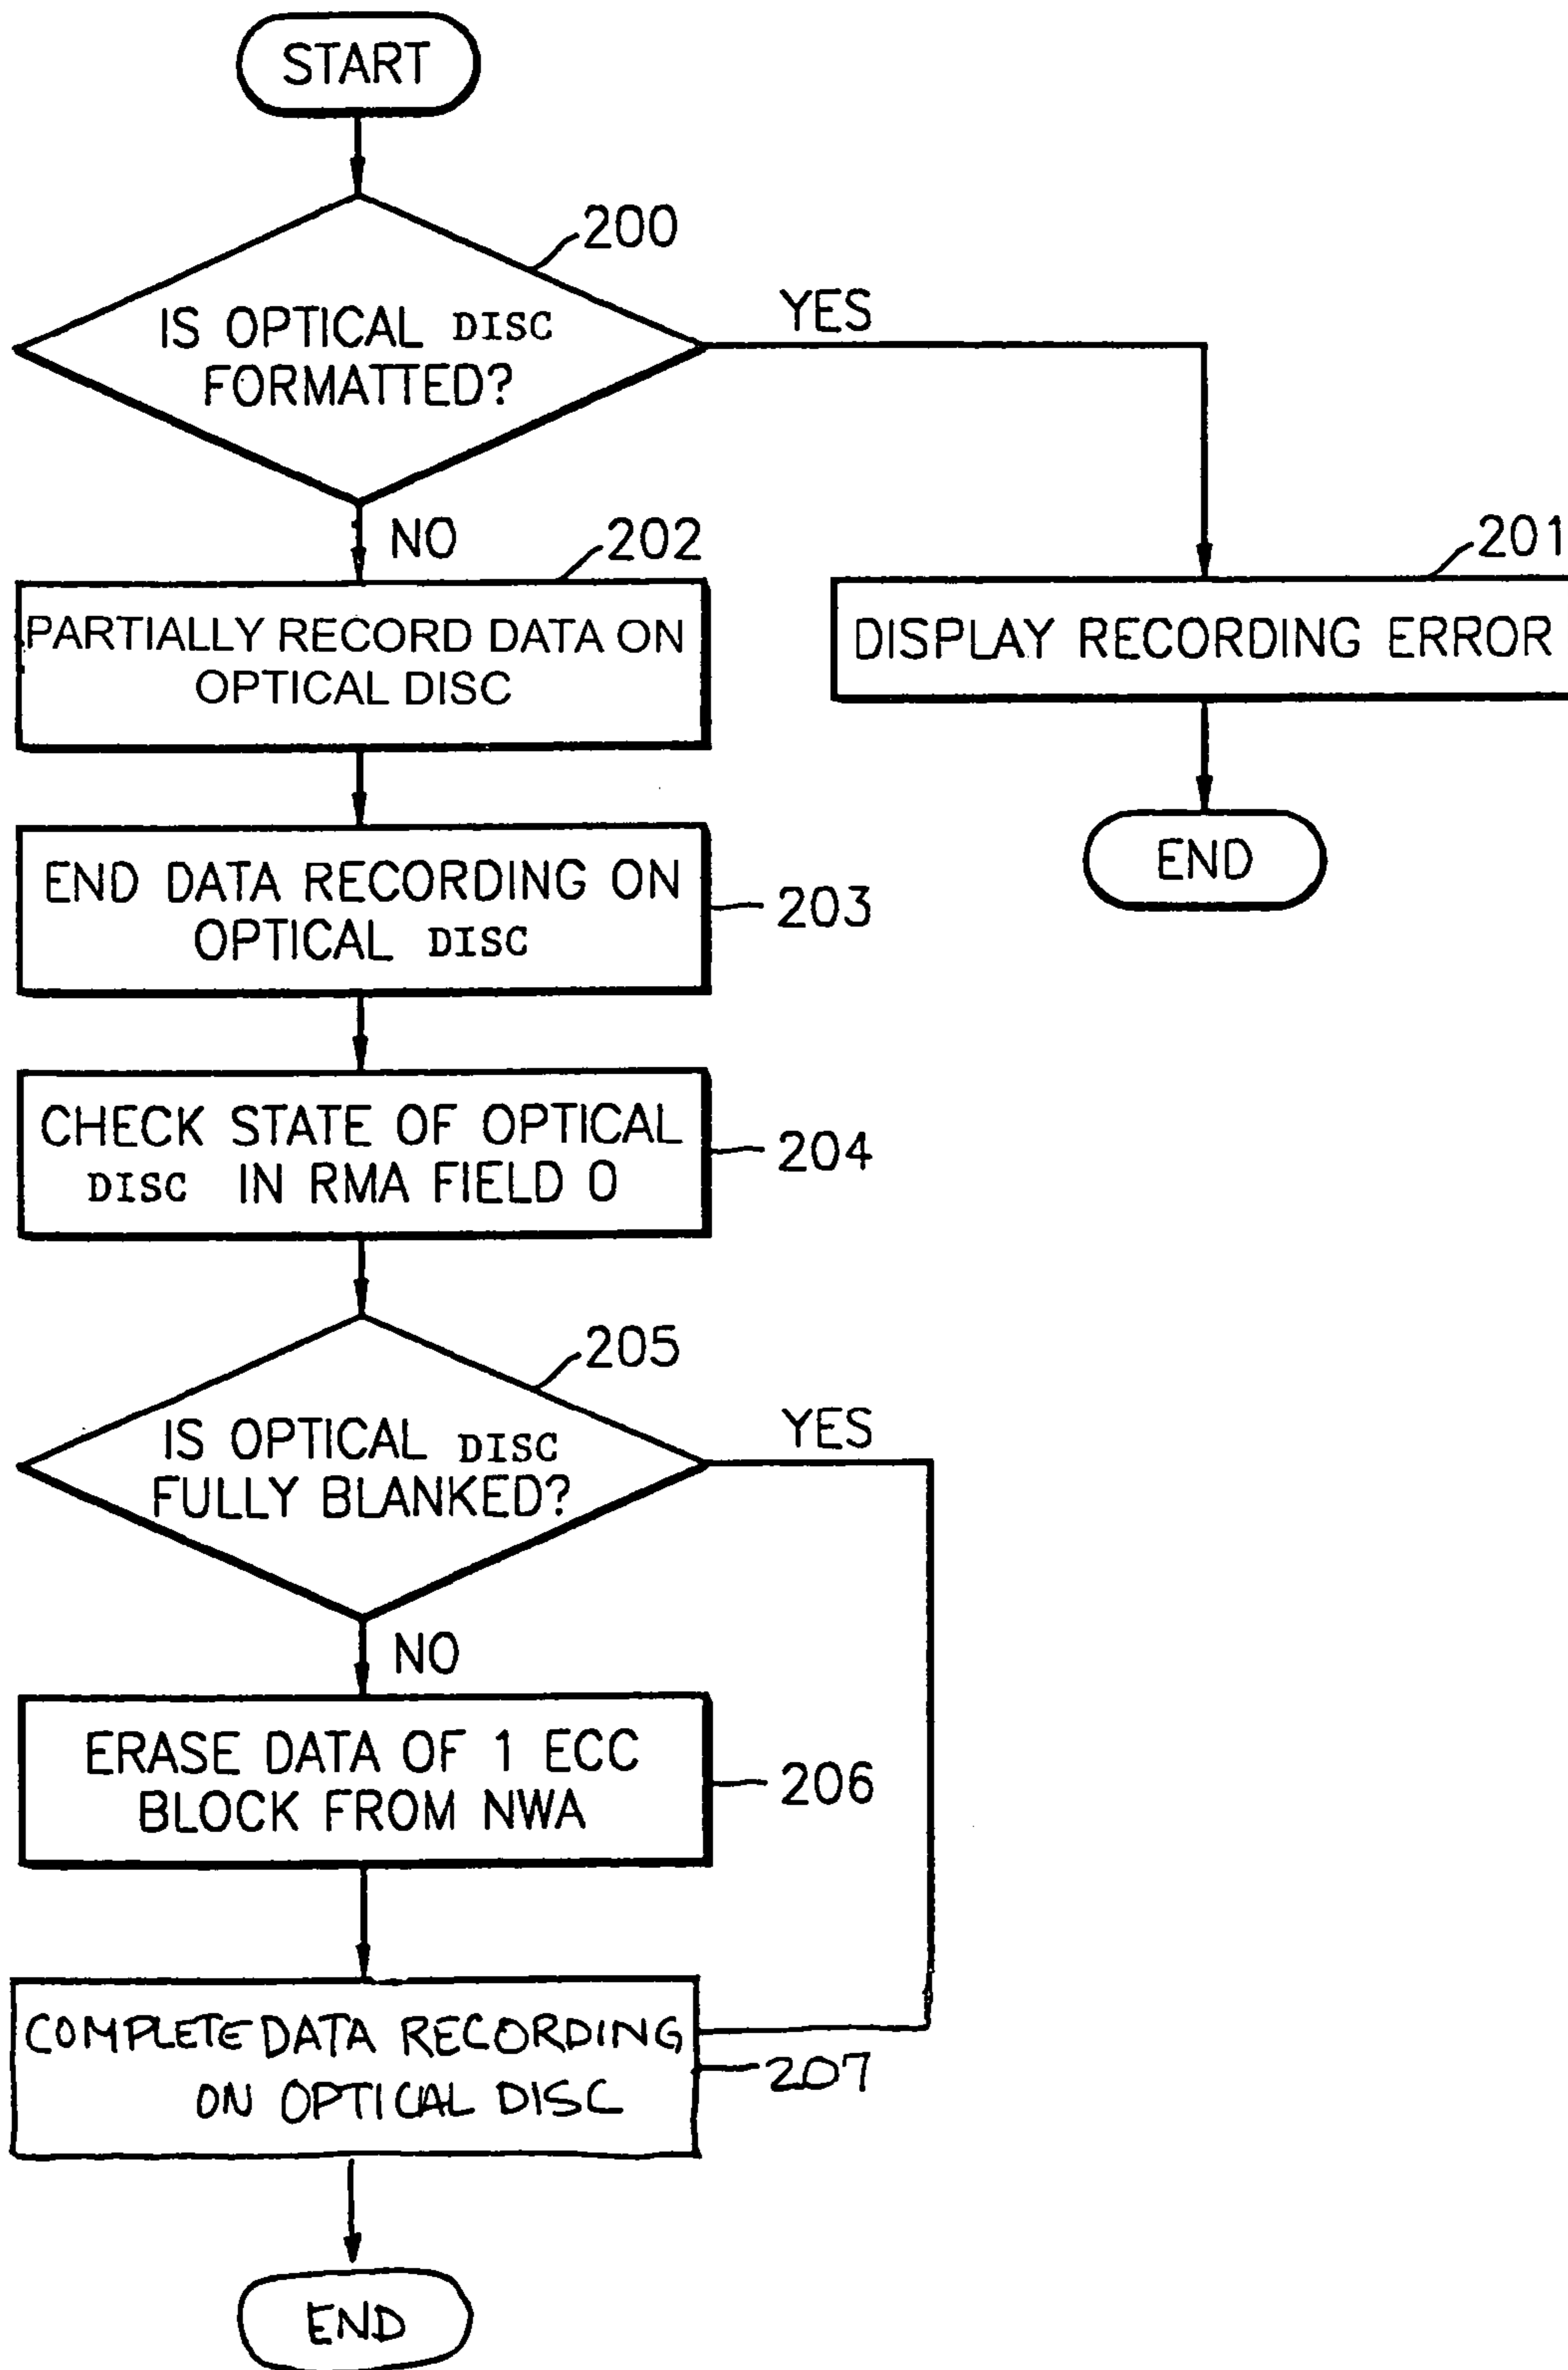 START
200
IS OPTICAL DISC
FORMATTED?
YES
NO
202
201
PARTIALLY RECORD DATA ON
OPTICAL DISC
DISPLAY RECORDING ERROR
END DATA RECORDING ON
OPTICAL DISC
203
END
CHECK STATE OF OPTICAL
DISC IN RMA FIELD 0
204
205
IS OPTICAL DISC
FULLY BLANKED?
YES
NO
ERASE DATA OF 1 ECC
BLOCK FROM NWA
206
COMPLETE DATA RECORDING
ON OPTICAL DISC
207
END